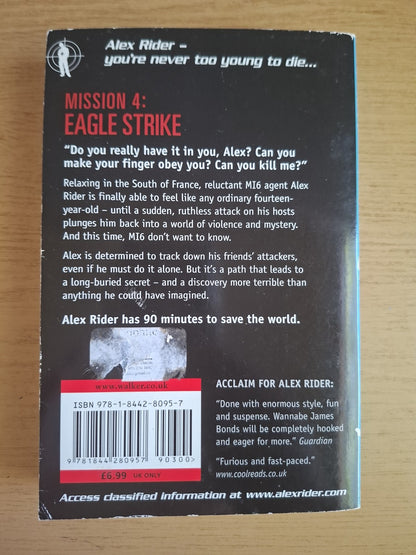 Alex Rider –
you're never too young to die...
MISSION 4:
EAGLE STRIKE
"Do you really have it in you, Alex? Can you
make your finger obey you? Can you kill me?"
Relaxing in the South of France, reluctant MI6 agent Alex
Rider is finally able to feel like any ordinary fourteen-
year-old – until a sudden, ruthless attack on his hosts
plunges him back into a world of violence and mystery.
And this time, MI6 don't want to know.
Alex is determined to track down his friends' attackers,
even if he must do it alone. But it's a path that leads to
a long-buried secret – and a discovery more terrible than
anything he could have imagined.
Alex Rider has 90 minutes to save the world.
www.walker.co.uk
ISBN 978-1-8442-8095-7
9 781844 280957
90300>
£6.99 UK ONLY
ACCLAIM FOR ALEX RIDER:
"Done with enormous style, fun
and suspense. Wannabe James
Bonds will be completely hooked
and eager for more." Guardian
"Furious and fast-paced."
www.coolreads.co.uk
Access classified information at www.alexrider.com